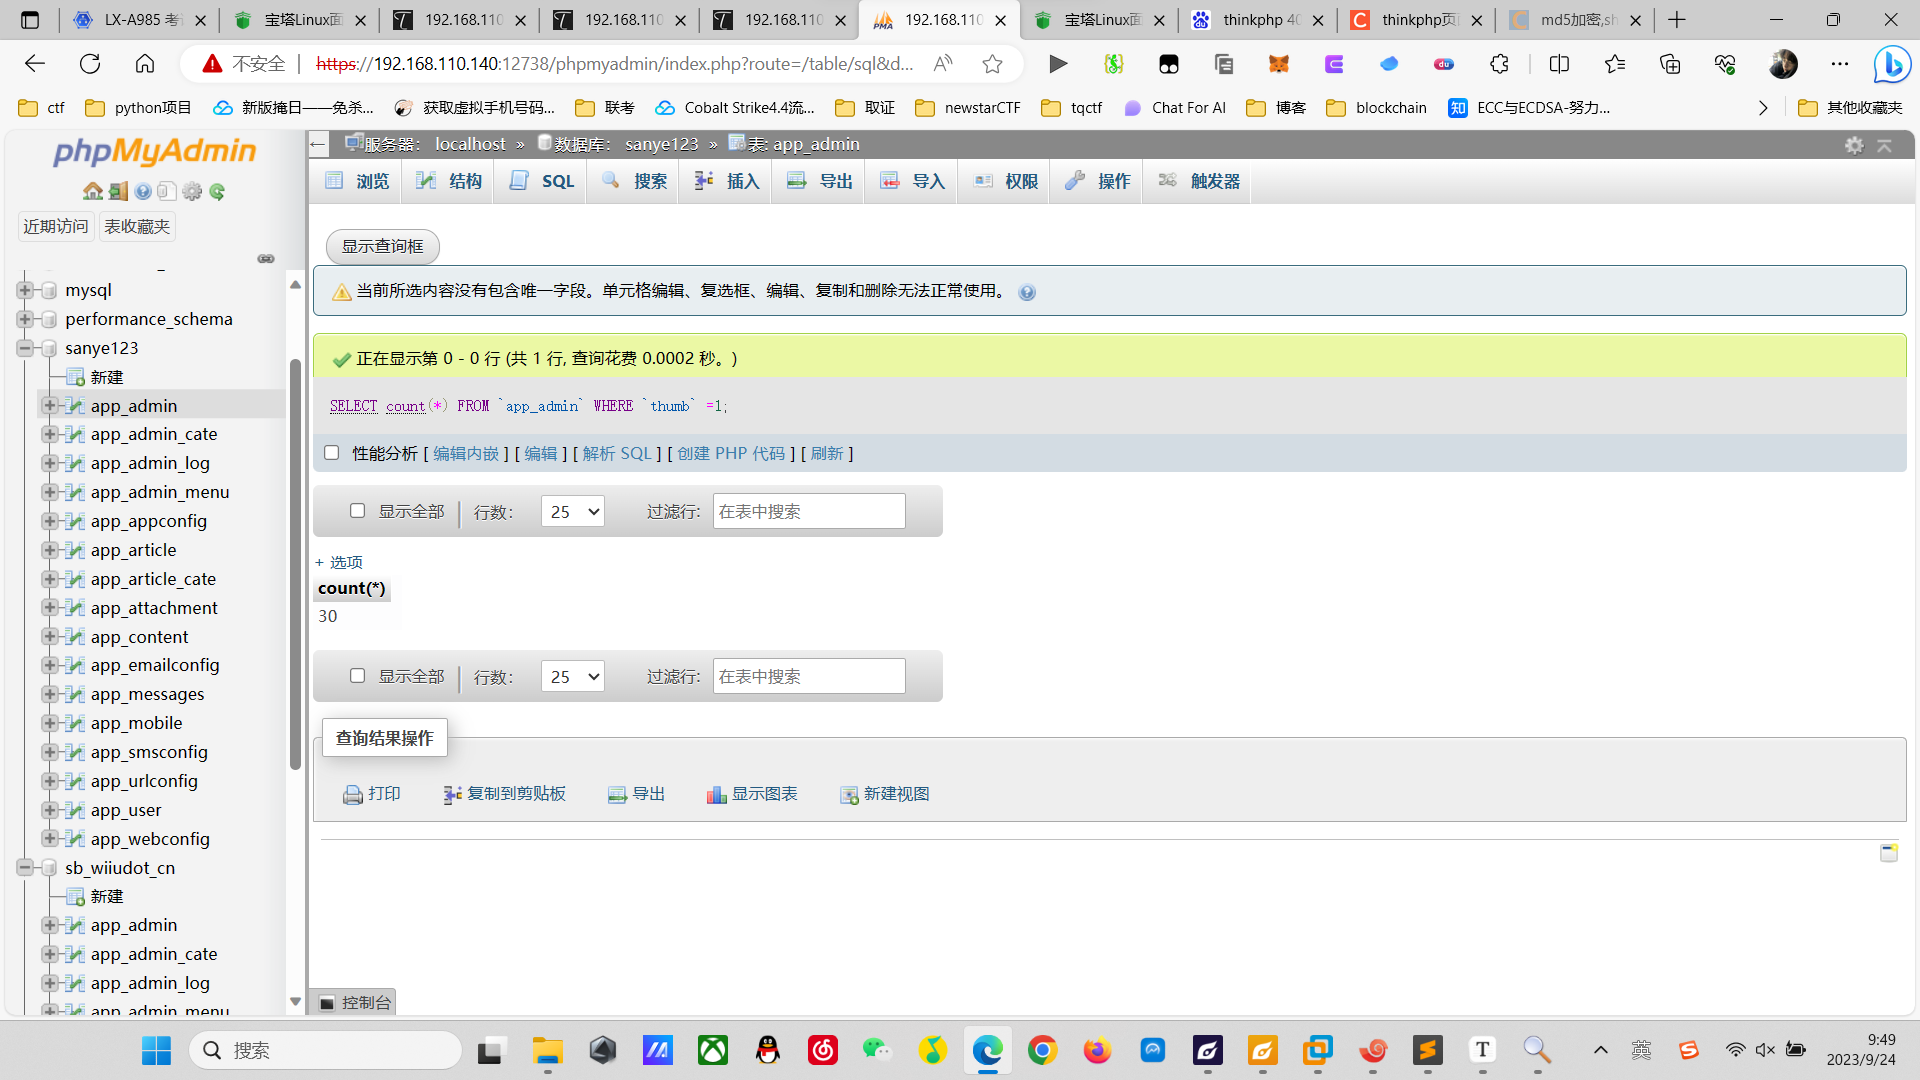 LX-A985 考
宝塔Linux面
192.168.110
192.168.110
192.168.110
192.168.110
宝塔Linux面
thinkphp 40
thinkphp页
md5加密,sh
不安全
https://192.168.110.140:12738/phpmyadmin/index.php?route=/table/sql&d...
ctf
python项目
新版掩日——免杀...
获取虚拟手机号码...
联考
Cobalt Strike4.4流...
取证
newstarCTF
tqctf
Chat For AI
博客
blockchain
知
ECC与ECDSA-努力...
其他收藏夹
phpMyAdmin
近期访问
表收藏夹
mysql
performance_schema
sanye123
新建
app_admin
app_admin_cate
app_admin_log
app_admin_menu
app_appconfig
app_article
app_article_cate
app_attachment
app_content
app_emailconfig
app_messages
app_mobile
app_smsconfig
app_urlconfig
app_user
app_webconfig
sb_wiiudot_cn
新建
app_admin
app_admin_cate
app_admin_log
app_admin_menu
服务器: localhost » 数据库: sanye123 » 表: app_admin
浏览 结构 SQL 搜索 插入 导出 导入 权限 操作 触发器
显示查询框
当前所选内容没有包含唯一字段。单元格编辑、复选框、编辑、复制和删除无法正常使用。
正在显示第 0 - 0 行 (共 1 行, 查询花费 0.0002 秒。)
SELECT count(*) FROM `app_admin` WHERE `thumb` =1;
性能分析 [ 编辑内嵌 ] [ 编辑 ] [ 解析 SQL ] [ 创建 PHP 代码 ] [ 刷新 ]
显示全部 行数: 25 过滤行: 在表中搜索
+ 选项
count(*)
30
显示全部 行数: 25 过滤行: 在表中搜索
查询结果操作
打印 复制到剪贴板 导出 显示图表 新建视图
控制台
搜索
英
9:49
2023/9/24